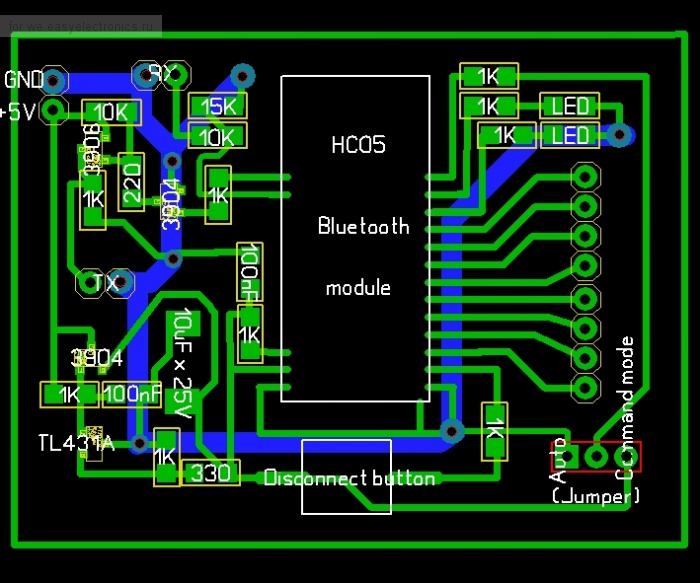 for we.easyelectronics.ru
GND
RX
1K
+5V
10K
15K
1K
LED
3906
10K
1K
LED
HC05
220
1K
3904
1K
Bluetooth
100nF
TX
module
1K
10uF×25V
3904
1K
100nF
Command mode
TL431A
1K
1K
Auto
330
Disconnect button
(Jumper)